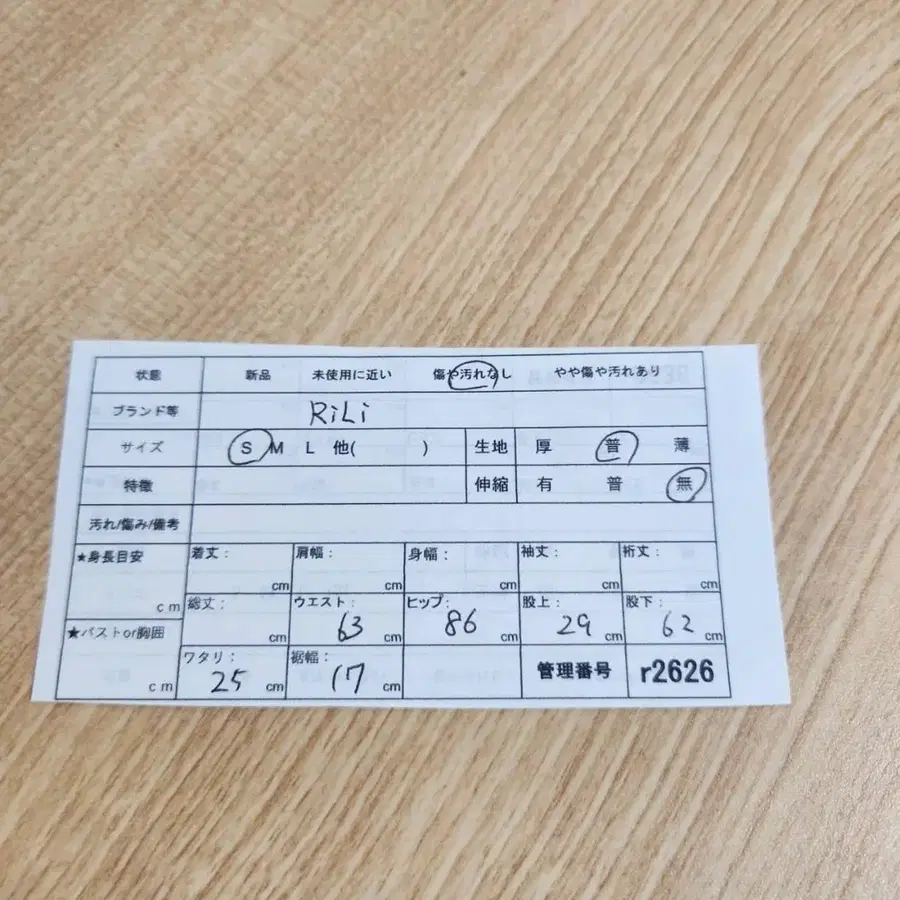 状態 新品 未使用に近い 傷や汚れなし やや傷や汚れあり
ブランド等 RiLi
サイズ S M L 他( ) 生地 厚 普 薄
特徴 伸縮 有 普 無
汚れ/傷み/備考
★身長目安 cm 着丈: cm 肩幅: cm 身幅: cm 袖丈: cm 裄丈: cm
総丈: cm ウエスト: 63 cm ヒップ: 86 cm 股上: 29 cm 股下: 62 cm
★バストor胸囲 cm ワタリ: 25 cm 裾幅: 17 cm 管理番号 r2626